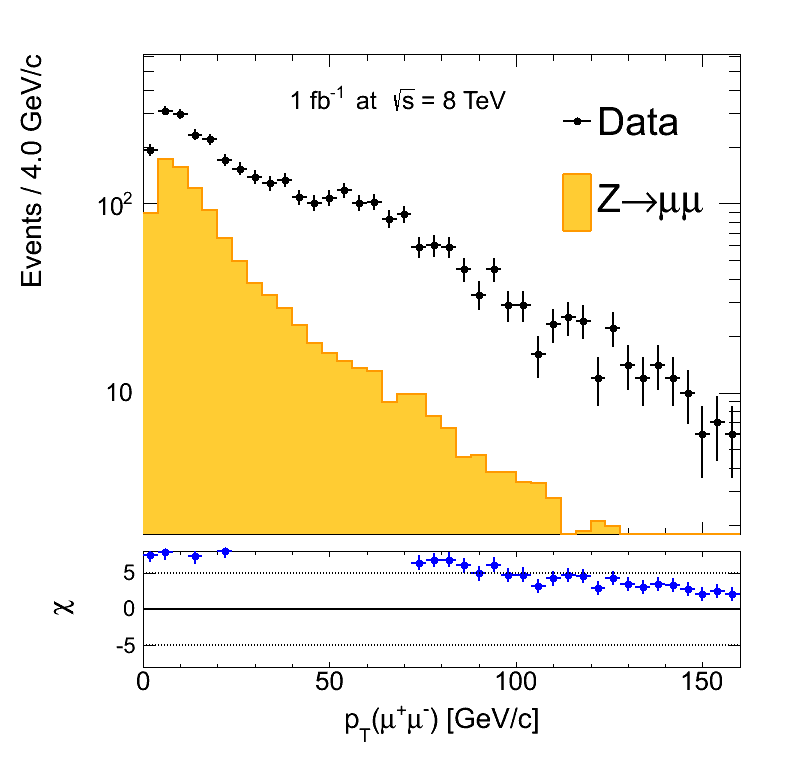 Events / 4.0 GeV/c
1 fb⁻¹ at √s = 8 TeV
Data
Z→μμ
10²
10
χ
5
0
-5
0 50 100 150
p_T(μ⁺μ⁻) [GeV/c]